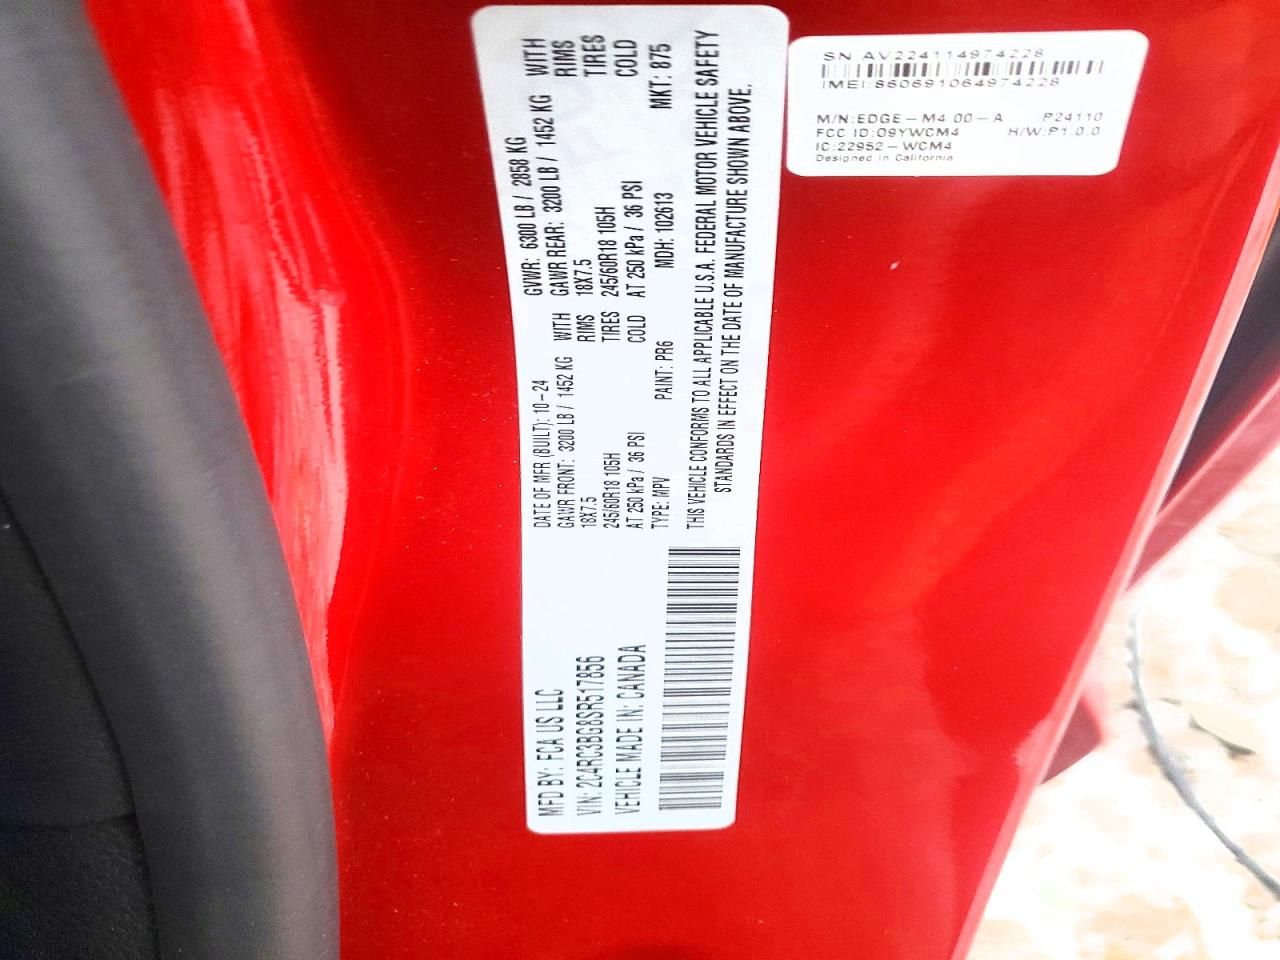 MFD BY: FCA US LLC
VIN: 2C4RC3BG8SR517856
VEHICLE MADE IN: CANADA
DATE OF MFR (BUILT): 10-24
GVWR: 6300 LB / 2858 KG
GAWR FRONT: 3200 LB / 1452 KG WITH
18X7.5 RIMS
245/60R18 105H TIRES
AT 250 kPa / 36 PSI COLD
GAWR REAR: 3200 LB / 1452 KG WITH
18X7.5 RIMS
245/60R18 105H TIRES
AT 250 kPa / 36 PSI COLD
TYPE: MPV PAINT: PR6 MDH: 102613 MKT: 875
THIS VEHICLE CONFORMS TO ALL APPLICABLE U.S.A. FEDERAL MOTOR VEHICLE SAFETY
STANDARDS IN EFFECT ON THE DATE OF MANUFACTURE SHOWN ABOVE.
SN:AV224114974228
IMEI:860691064974228
M/N:EDGE-M4 00-A P24110
FCC ID:O9YWCM4 H/W:P1.0.0
IC:22952-WCM4
Designed in California